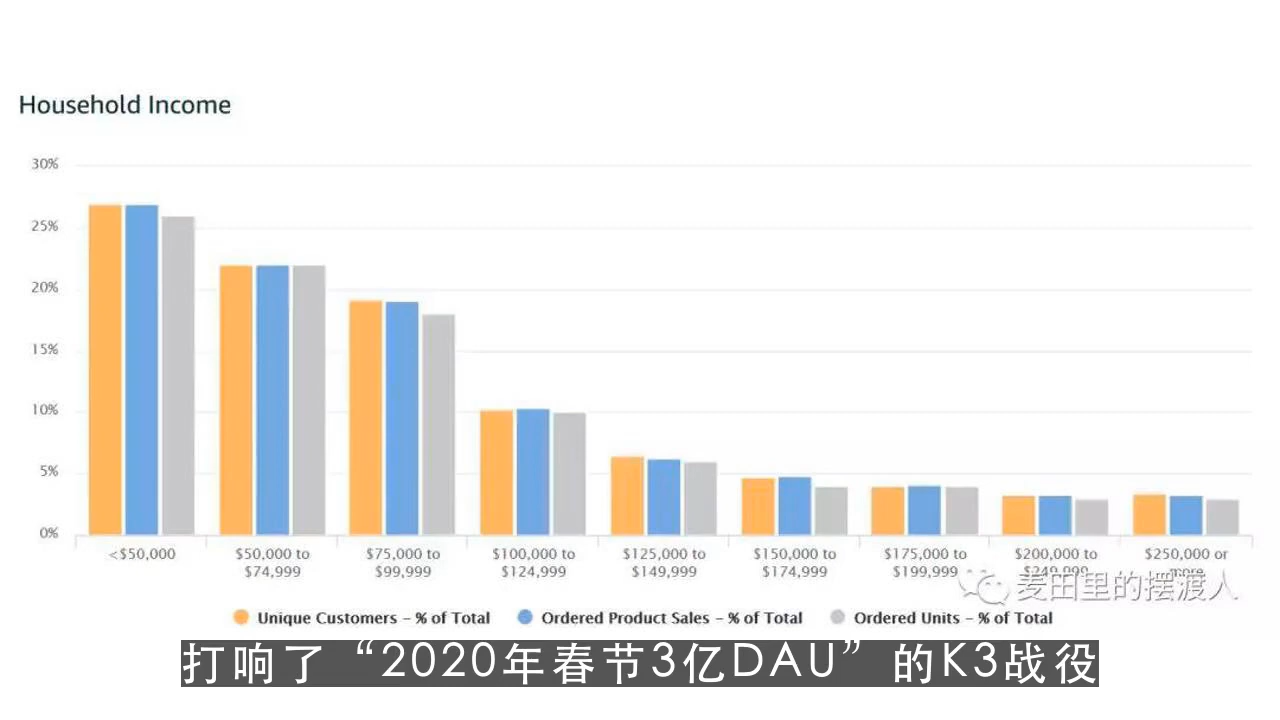 Household Income
30%
25%
20%
15%
10%
5%
0%
<$50,000
$50,000 to
$74,999
$75,000 to
$99,999
$100,000 to
$124,999
$125,000 to
$149,999
$150,000 to
$174,999
$175,000 to
$199,999
$200,000 to
$249,999
$250,000 or
more
麦田里的摆渡人
Unique Customers – % of Total
Ordered Product Sales – % of Total
Ordered Units – % of Total
打响了“2020年春节3亿DAU”的K3战役